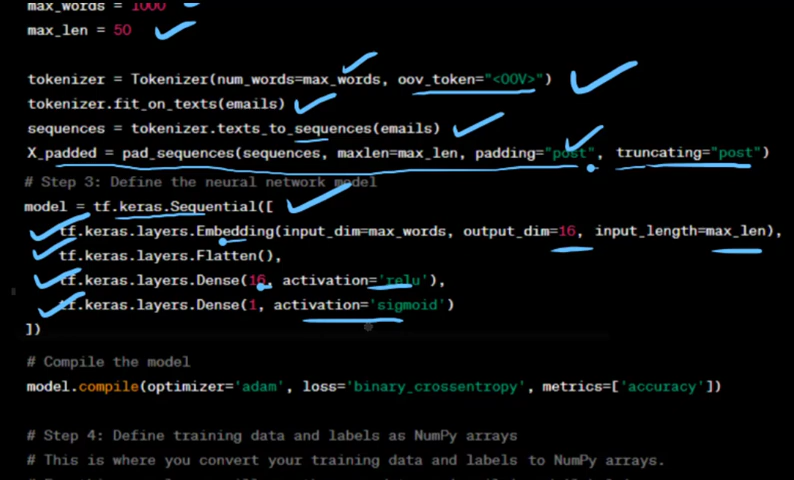 max_words = 1000
max_len = 50
tokenizer = Tokenizer(num_words=max_words, oov_token="<OOV>")
tokenizer.fit_on_texts(emails)
sequences = tokenizer.texts_to_sequences(emails)
X_padded = pad_sequences(sequences, maxlen=max_len, padding="post", truncating="post")
# Step 3: Define the neural network model
model = tf.keras.Sequential([
tf.keras.layers.Embedding(input_dim=max_words, output_dim=16, input_length=max_len),
tf.keras.layers.Flatten(),
tf.keras.layers.Dense(16, activation='relu'),
tf.keras.layers.Dense(1, activation='sigmoid')
])
# Compile the model
model.compile(optimizer='adam', loss='binary_crossentropy', metrics=['accuracy'])
# Step 4: Define training data and labels as NumPy arrays
# This is where you convert your training data and labels to NumPy arrays.